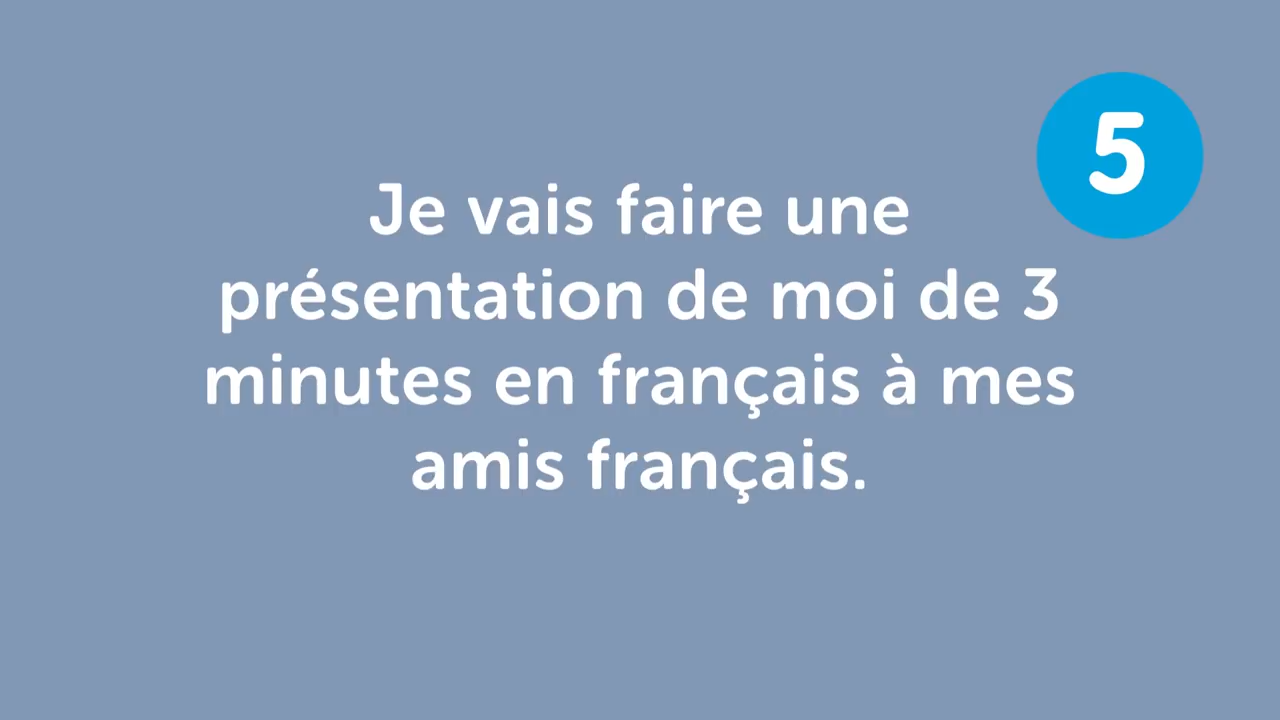 5
Je vais faire une
présentation de moi de 3
minutes en français à mes
amis français.